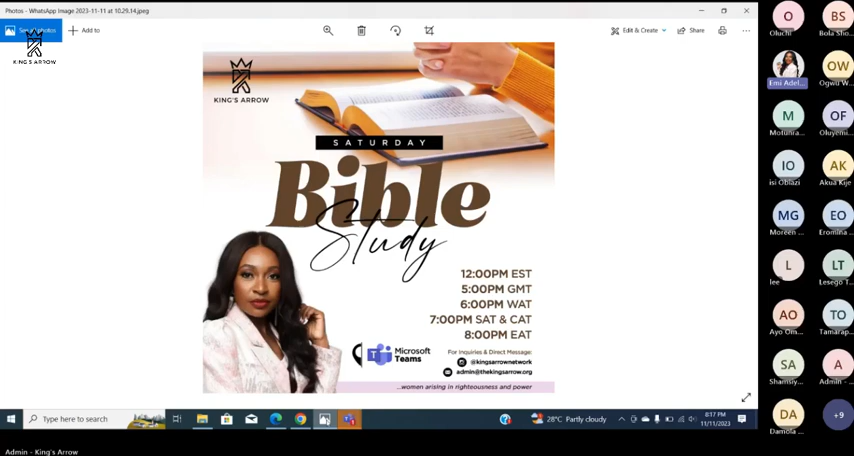 Photos - WhatsApp Image 2023-11-11 at 10.29.14.jpeg
Add to
Edit & Create
Share
KING'S ARROW
KING'S ARROW
SATURDAY
Bible
Study
12:00PM EST
5:00PM GMT
6:00PM WAT
7:00PM SAT & CAT
8:00PM EAT
Microsoft
Teams
For Inquiries & Direct Message:
@kingsarrownetwork
admin@thekingsarrow.org
...women arising in righteousness and power
O
Oluchi
BS
Bola Sho...
Emi Adel...
OW
Ogwu W...
M
Motunra...
OF
Oluyemi...
IO
isi Obiazi
AK
Akua Kije...
MG
Moreen ...
EO
Eromina...
L
lee
LT
Lesego T...
AO
Ayo Om...
TO
Tamarap...
SA
Shamsiy...
A
Admin - ...
DA
Damola ...
+9
Type here to search
28°C Partly cloudy
8:17 PM
11/11/2023
Admin - King's Arrow